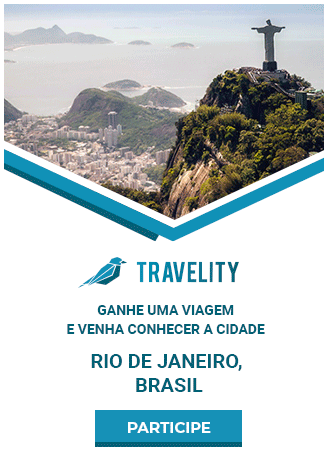 TRAVELITY
GANHE UMA VIAGEM
E VENHA CONHECER A CIDADE
RIO DE JANEIRO,
BRASIL
PARTICIPE